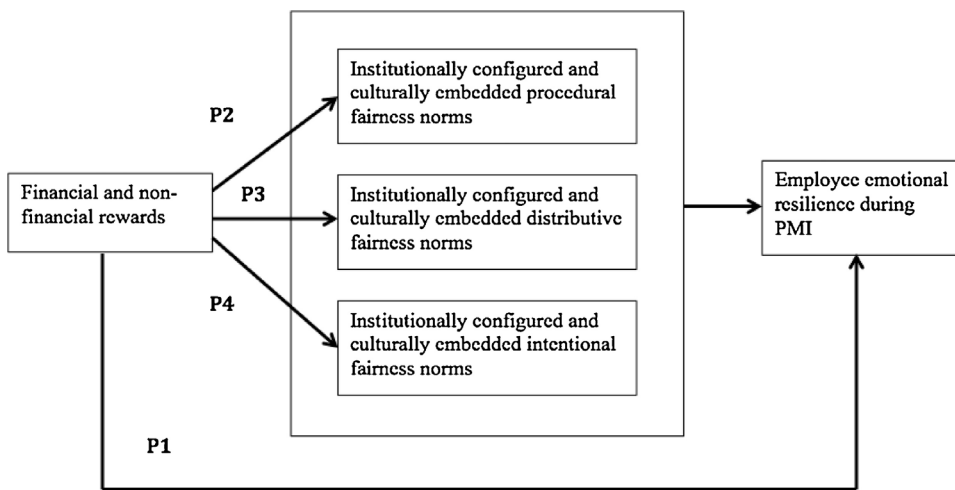 Institutionally configured and
culturally embedded procedural
fairness norms
P2
Financial and non-
financial rewards
P3
Institutionally configured and
culturally embedded distributive
fairness norms
Employee emotional
resilience during
PMI
P4
Institutionally configured and
culturally embedded intentional
fairness norms
P1